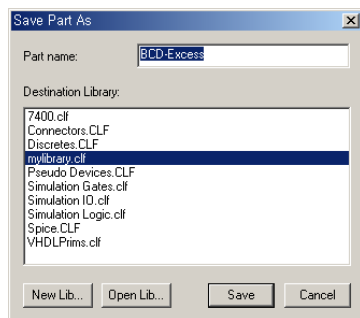 Save Part As
Part name: BCD-Excess
Destination Library:
7400.clf
Connectors.CLF
Discretes.CLF
mylibrary.clf
Pseudo Devices.CLF
Simulation Gates.clf
Simulation IO.clf
Simulation Logic.clf
Spice.CLF
VHDLPrims.clf
New Lib... Open Lib... Save Cancel